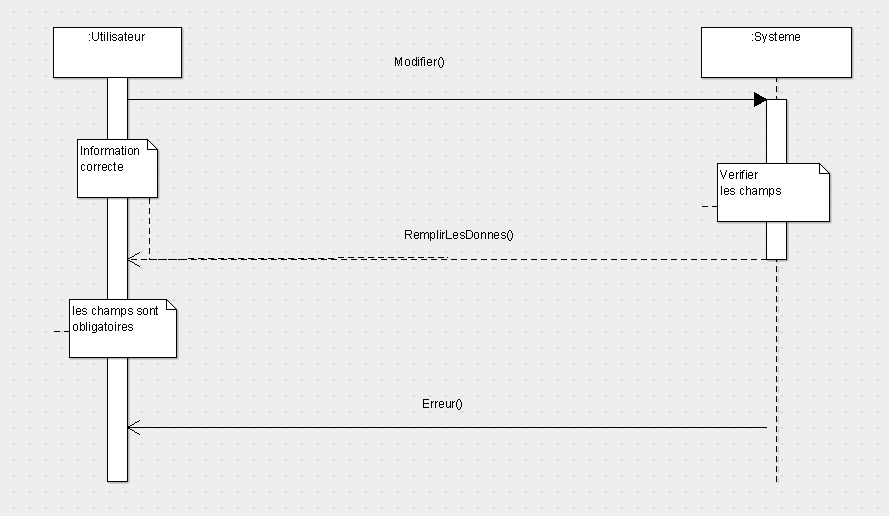 :Utilisateur
:Systeme
Modifier()
Information
correcte
Verifier
les champs
RemplirLesDonnes()
les champs sont
obligatoires
Erreur()